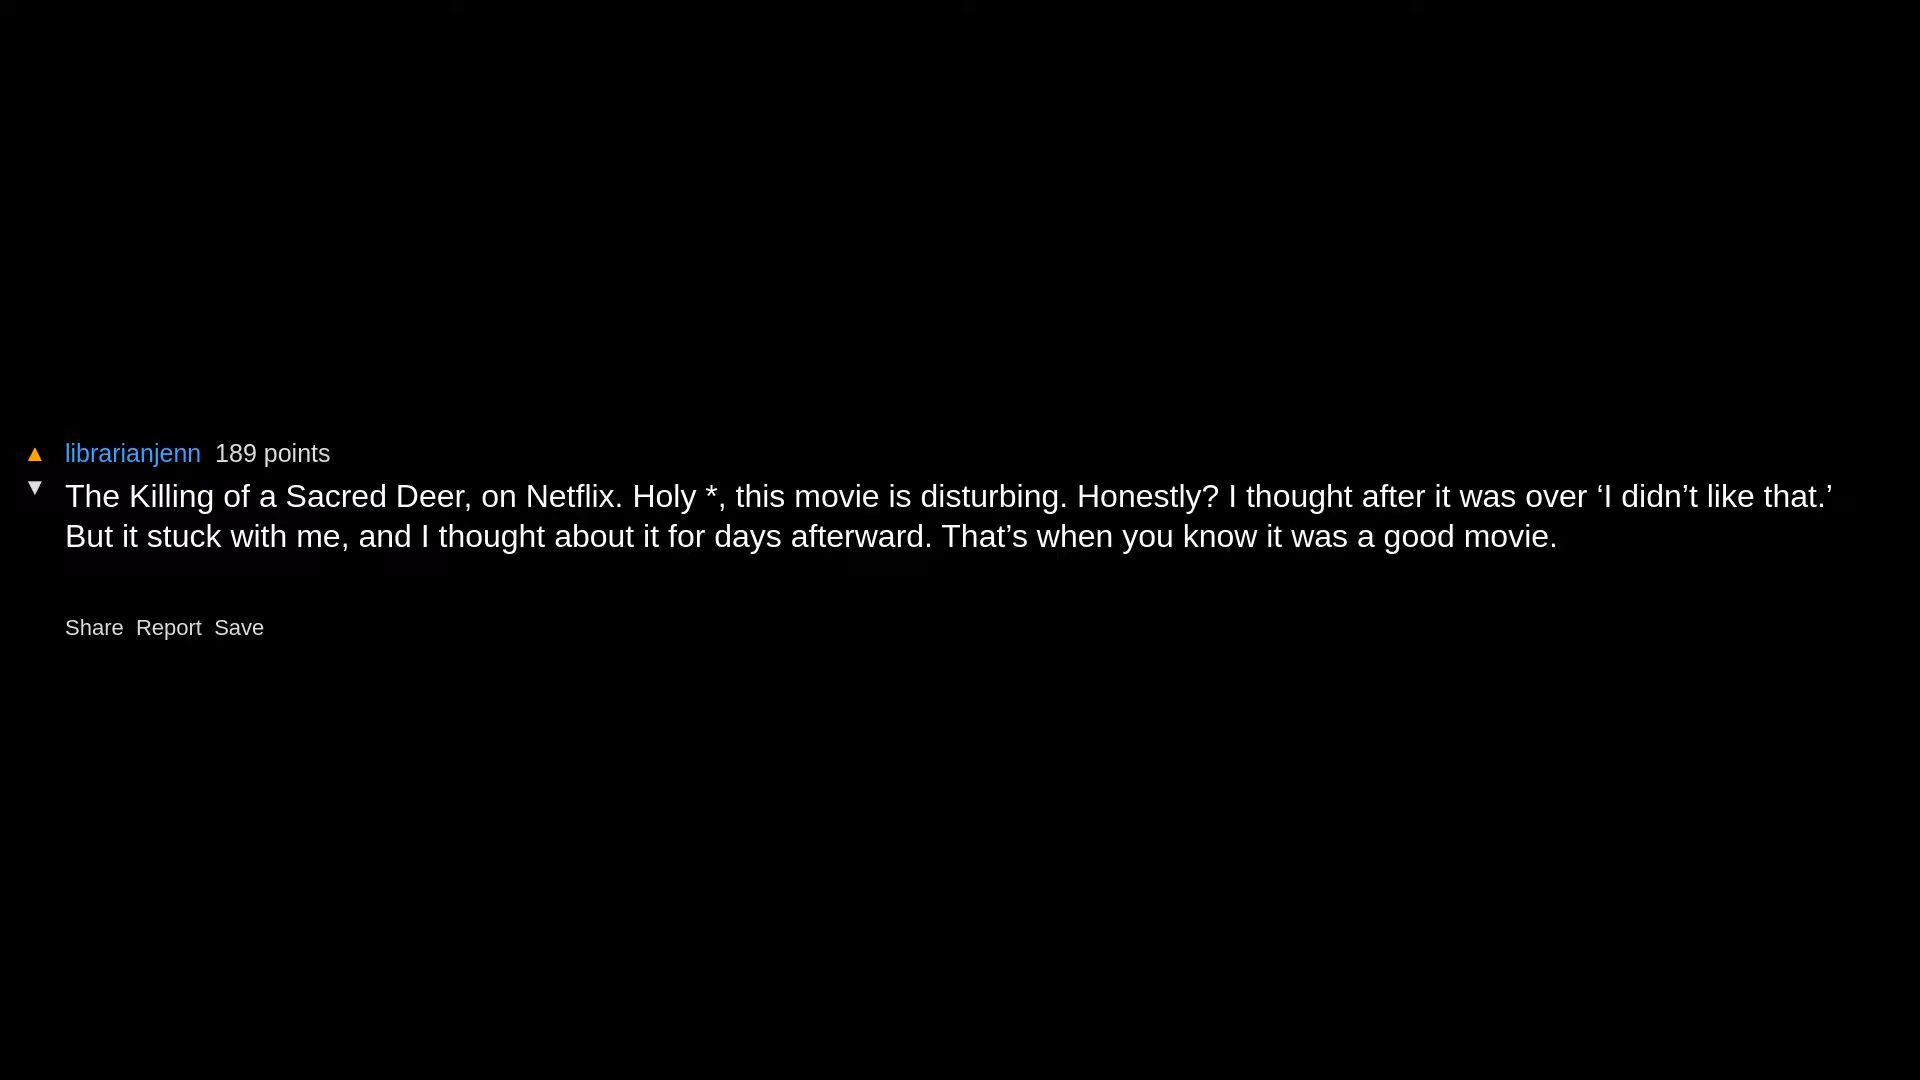 ▲ librarianjenn 189 points
▼ The Killing of a Sacred Deer, on Netflix. Holy *, this movie is disturbing. Honestly? I thought after it was over ‘I didn’t like that.’
But it stuck with me, and I thought about it for days afterward. That’s when you know it was a good movie.
Share Report Save